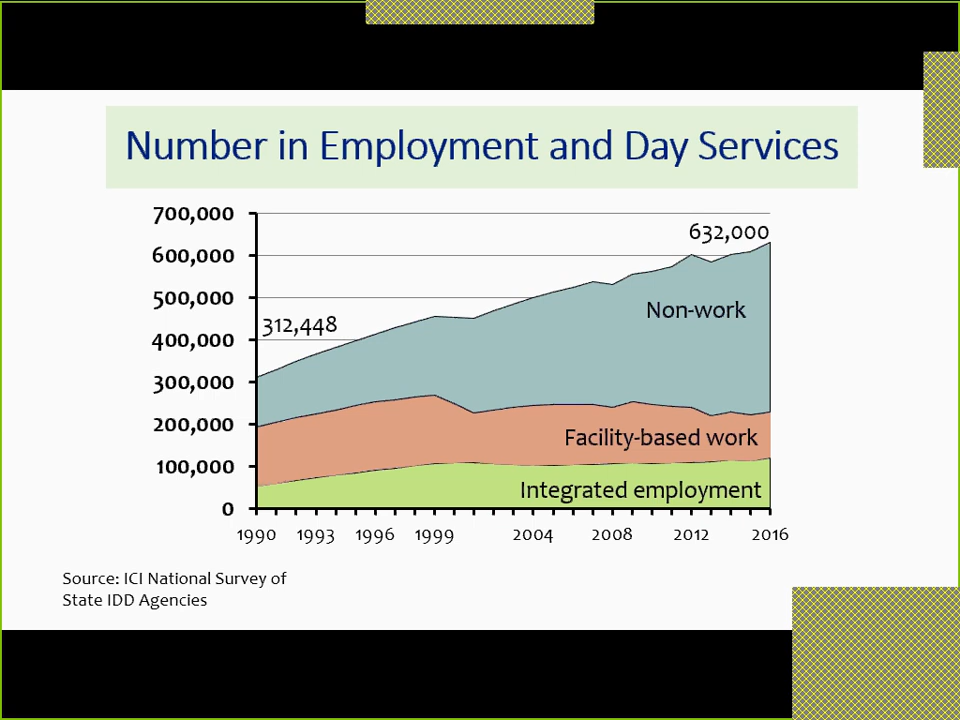 Number in Employment and Day Services
700,000
632,000
600,000
500,000
Non-work
312,448
400,000
300,000
200,000
Facility-based work
100,000
Integrated employment
0
1990 1993 1996 1999 2004 2008 2012 2016
Source: ICI National Survey of
State IDD Agencies